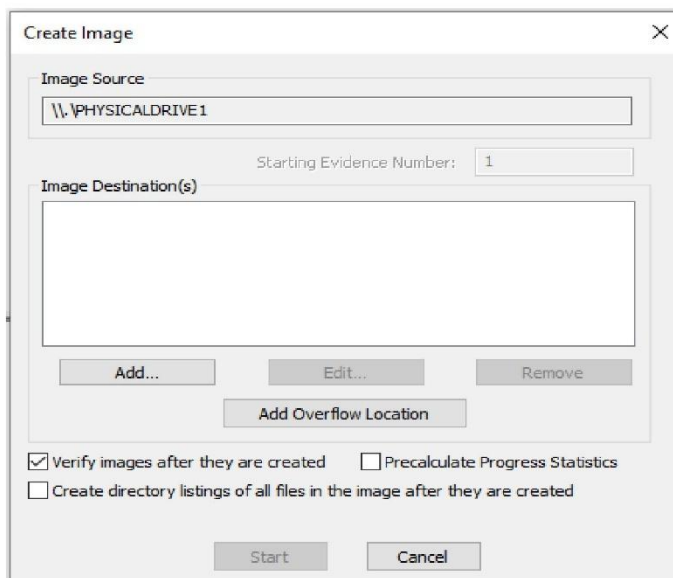 Create Image
Image Source
\\.\PHYSICALDRIVE1
Starting Evidence Number: 1
Image Destination(s)
Add... Edit... Remove
Add Overflow Location
Verify images after they are created Precalculate Progress Statistics
Create directory listings of all files in the image after they are created
Start Cancel